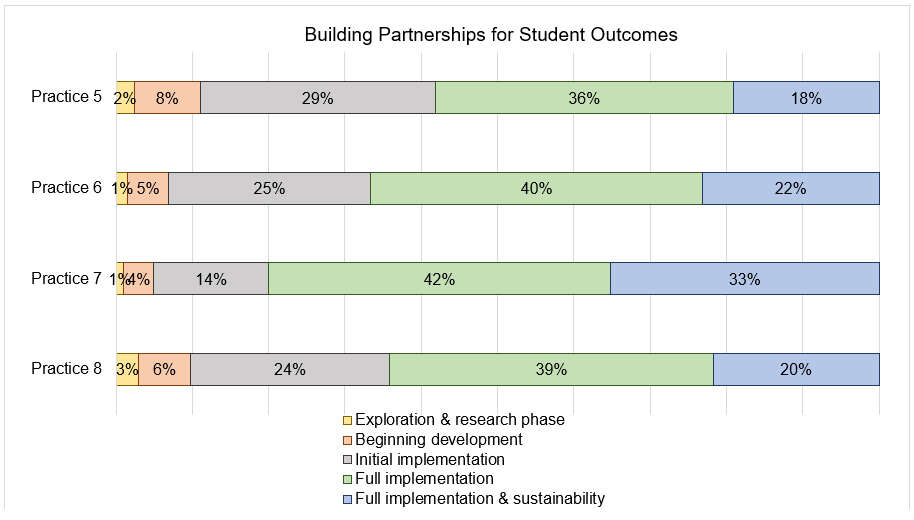 Building Partnerships for Student Outcomes
Practice 5 2% 8% 29% 36% 18%
Practice 6 1% 5% 25% 40% 22%
Practice 7 1% 4% 14% 42% 33%
Practice 8 3% 6% 24% 39% 20%
Exploration & research phase
Beginning development
Initial implementation
Full implementation
Full implementation & sustainability